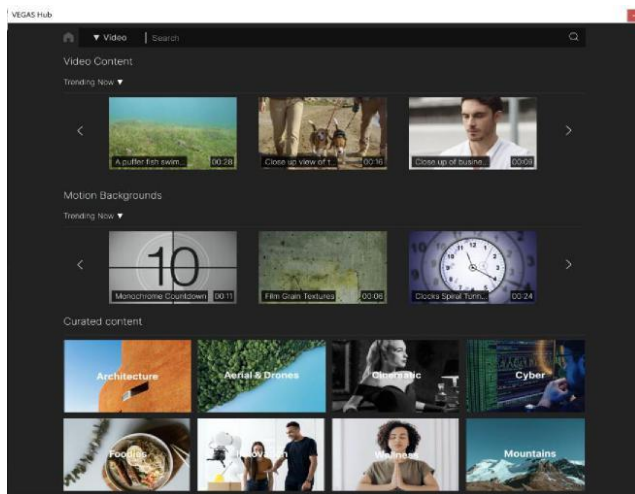 VEGAS Hub
▼ Video Search
Video Content
Trending Now ▼
A puffer fish swim... 00:28
Close up view of t... 00:16
Close up of busine... 00:09
Motion Backgrounds
Trending Now ▼
10
Monochrome Countdown 00:11
Film Grain Textures 00:06
Clocks Spiral Tunn... 00:24
Curated content
Architecture
Aerial & Drones
Cinematic
Cyber
Foodies
Innovation
Wellness
Mountains